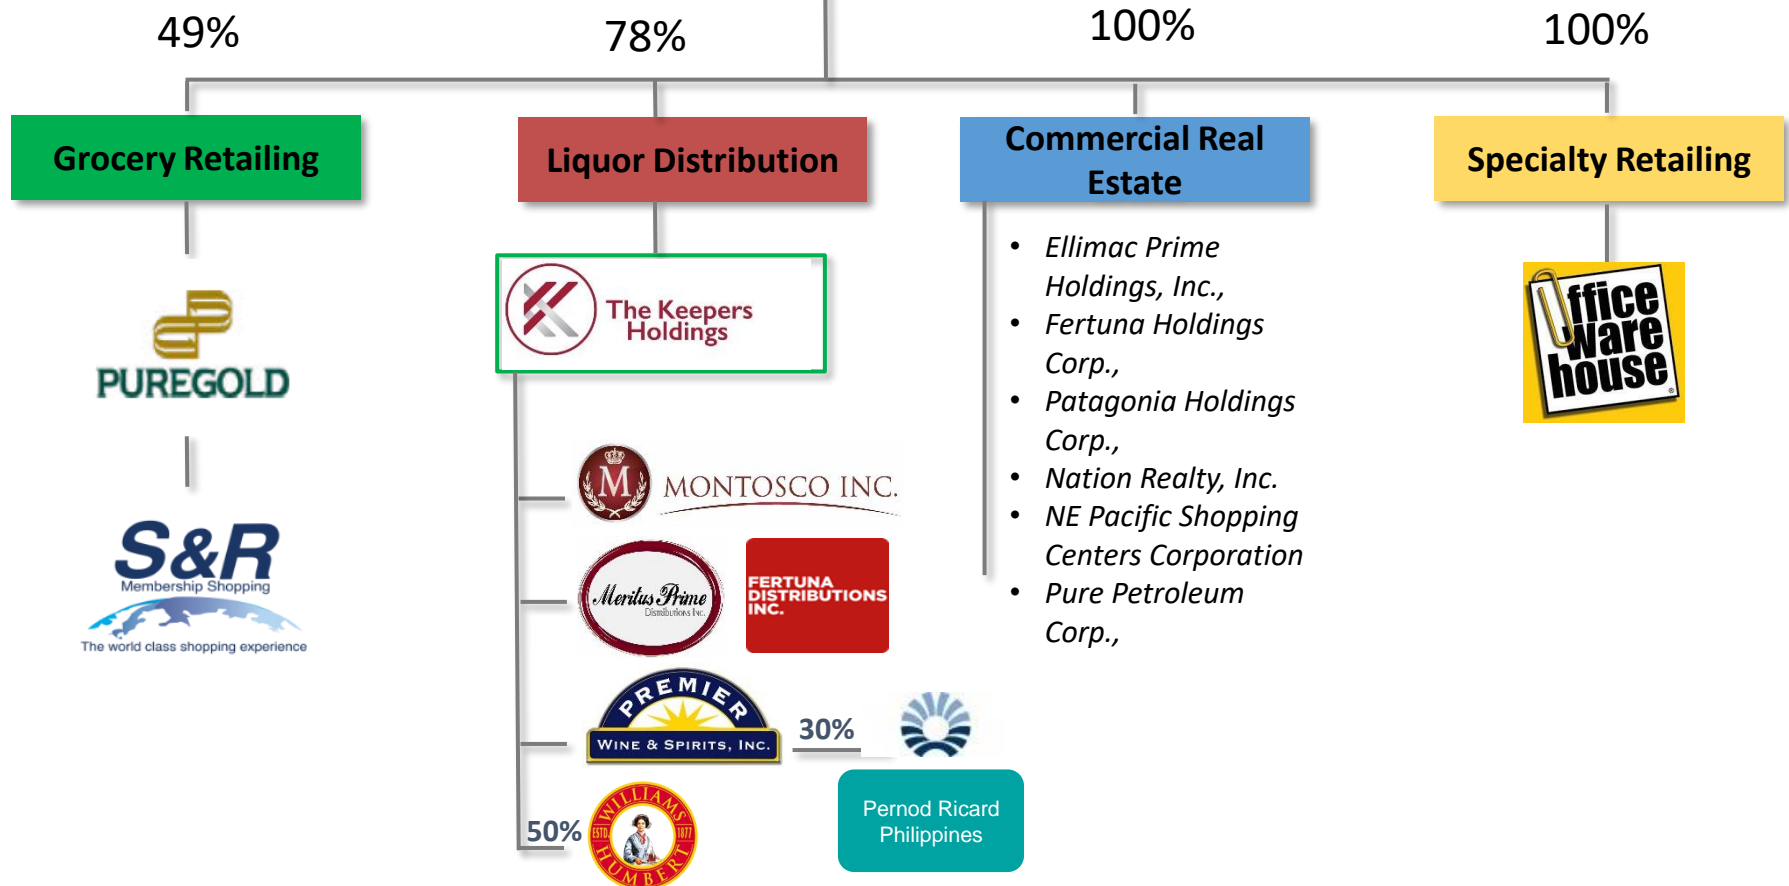 49%
78%
100%
100%
Grocery Retailing
Liquor Distribution
Commercial Real
Estate
Specialty Retailing
PUREGOLD
S&R
Membership Shopping
The world class shopping experience
The Keepers
Holdings
M
MONTOSCO INC.
Meritus Prime
Distributions Inc.
FERTUNA
DISTRIBUTIONS
INC.
PREMIER
WINE & SPIRITS, INC.
30%
Pernod Ricard
Philippines
50%
WILLIAMS
ESTD. 1877
HUMBERT
• Ellimac Prime
Holdings, Inc.,
• Fertuna Holdings
Corp.,
• Patagonia Holdings
Corp.,
• Nation Realty, Inc.
• NE Pacific Shopping
Centers Corporation
• Pure Petroleum
Corp.,
Office
ware
house
®